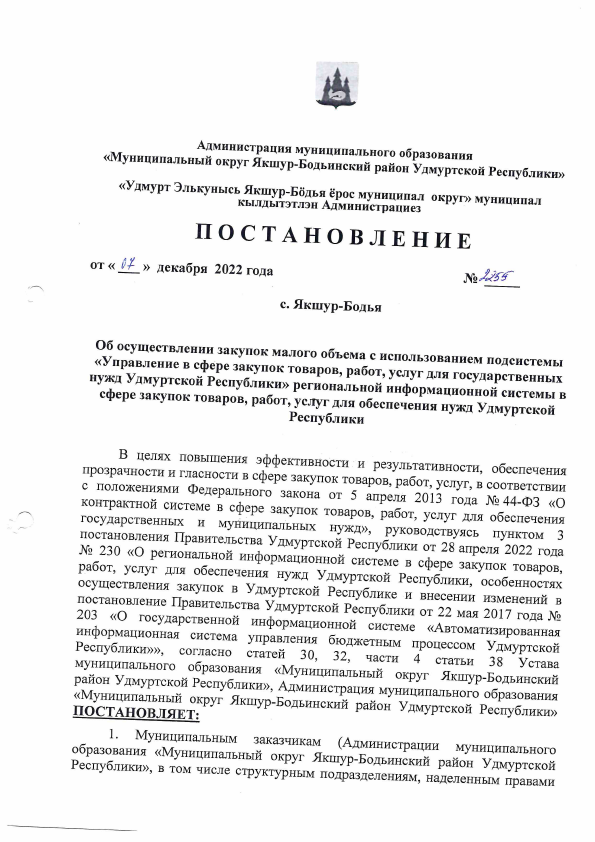 Администрация муниципального образования
«Муниципальный округ Якшур-Бодьинский район Удмуртской Республики»
«Удмурт Элькунысь Якшур-Бӧдья ёрос муниципал округ» муниципал
кылдытэтлэн Администрациез
ПОСТАНОВЛЕНИЕ
от « 07 » декабря 2022 года
№ 2255
с. Якшур-Бодья
Об осуществлении закупок малого объема с использованием подсистемы
«Управление в сфере закупок товаров, работ, услуг для государственных
нужд Удмуртской Республики» региональной информационной системы в
сфере закупок товаров, работ, услуг для обеспечения нужд Удмуртской
Республики
В целях повышения эффективности и результативности, обеспечения
прозрачности и гласности в сфере закупок товаров, работ, услуг, в соответствии
с положениями Федерального закона от 5 апреля 2013 года № 44-ФЗ «О
контрактной системе в сфере закупок товаров, работ, услуг для обеспечения
государственных и муниципальных нужд», руководствуясь пунктом 3
постановления Правительства Удмуртской Республики от 28 апреля 2022 года
№ 230 «О региональной информационной системе в сфере закупок товаров,
работ, услуг для обеспечения нужд Удмуртской Республики, особенностях
осуществления закупок в Удмуртской Республике и внесении изменений в
постановление Правительства Удмуртской Республики от 22 мая 2017 года №
203 «О государственной информационной системе «Автоматизированная
информационная система управления бюджетным процессом Удмуртской
Республики»», согласно статей 30, 32, части 4 статьи 38 Устава
муниципального образования «Муниципальный округ Якшур-Бодьинский
район Удмуртской Республики», Администрация муниципального образования
«Муниципальный округ Якшур-Бодьинский район Удмуртской Республики»
ПОСТАНОВЛЯЕТ:
1. Муниципальным заказчикам (Администрации муниципального
образования «Муниципальный округ Якшур-Бодьинский район Удмуртской
Республики», в том числе структурным подразделениям, наделенным правами